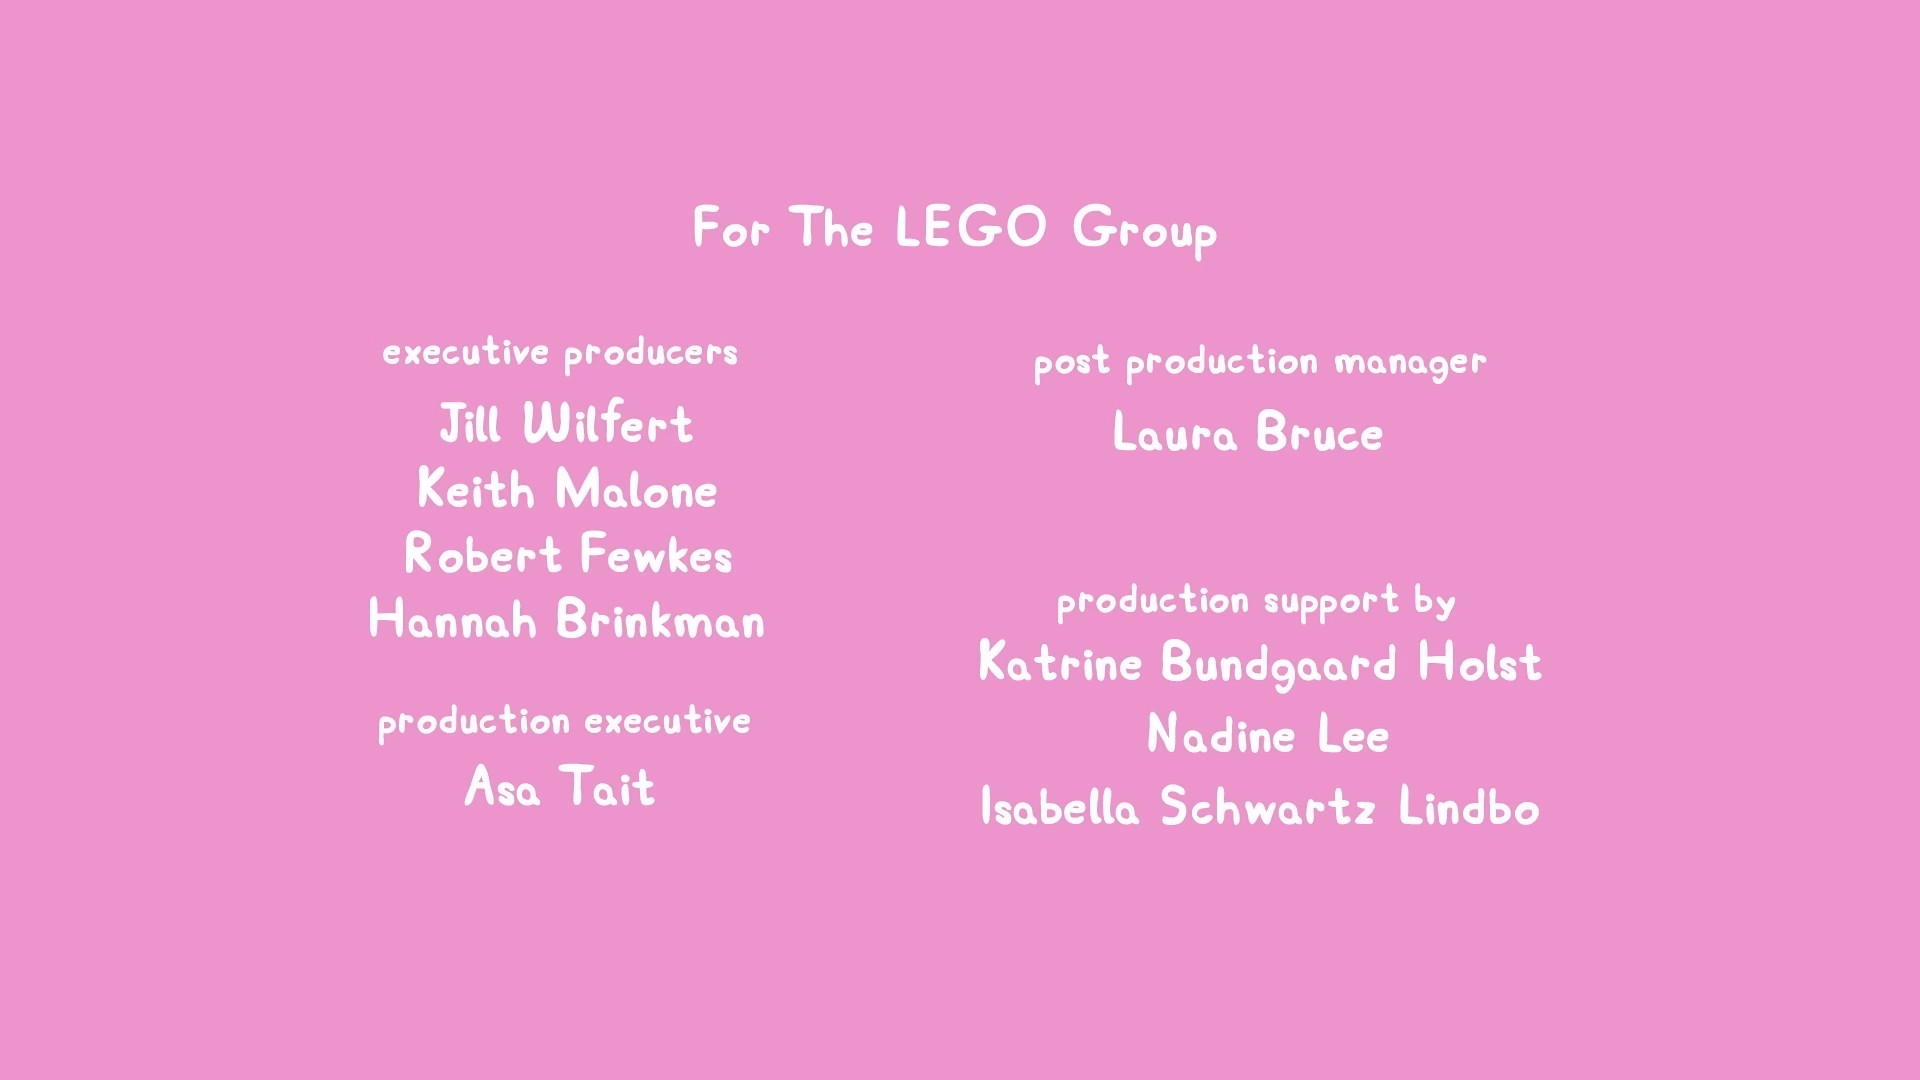 For The LEGO Group
executive producers
Jill Wilfert
Keith Malone
Robert Fewkes
Hannah Brinkman
production executive
Asa Tait
post production manager
Laura Bruce
production support by
Katrine Bundgaard Holst
Nadine Lee
Isabella Schwartz Lindbo